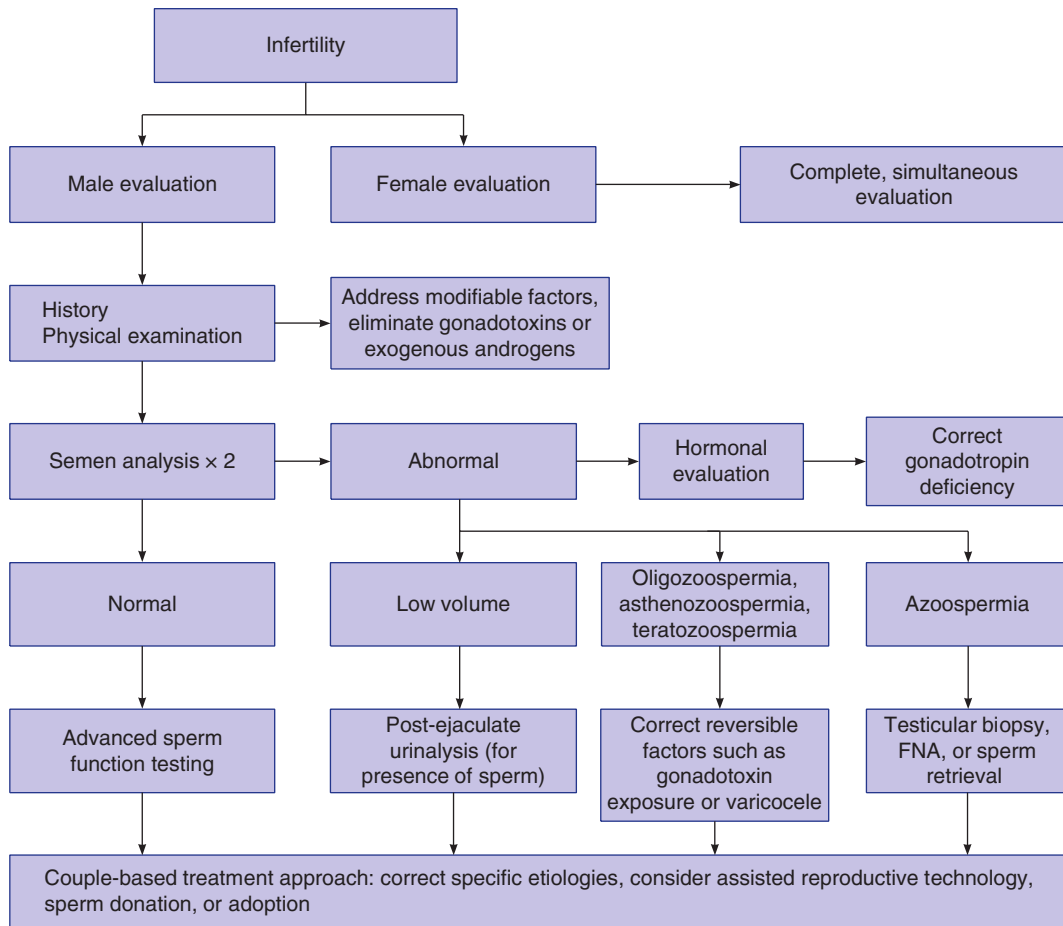 Infertility
Male evaluation
Female evaluation
Complete, simultaneous
evaluation
History
Physical examination
Address modifiable factors,
eliminate gonadotoxins or
exogenous androgens
Semen analysis × 2
Abnormal
Hormonal
evaluation
Correct
gonadotropin
deficiency
Normal
Low volume
Oligozoospermia,
asthenozoospermia,
teratozoospermia
Azoospermia
Advanced sperm
function testing
Post-ejaculate
urinalysis (for
presence of sperm)
Correct reversible
factors such as
gonadotoxin
exposure or varicocele
Testicular biopsy,
FNA, or sperm
retrieval
Couple-based treatment approach: correct specific etiologies, consider assisted reproductive technology,
sperm donation, or adoption